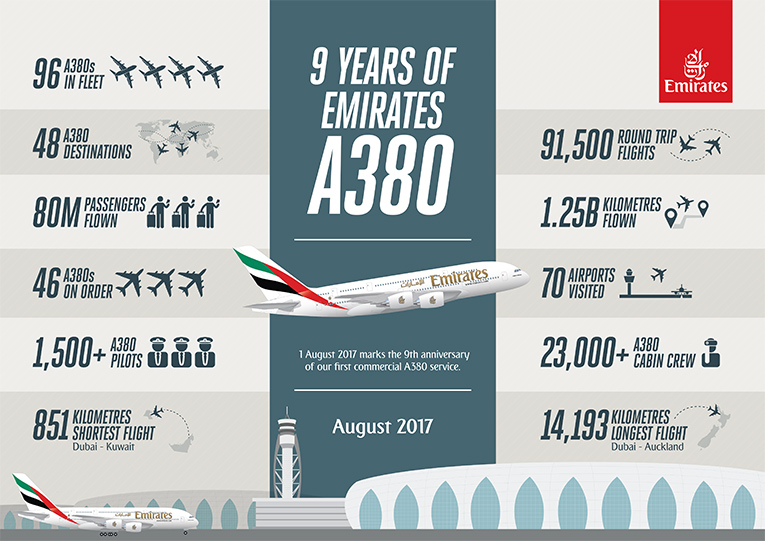 9 YEARS OF
EMIRATES
A380
1 August 2017 marks the 9th anniversary
of our first commercial A380 service.
August 2017
96 A380s
IN FLEET
48 A380
DESTINATIONS
80M PASSENGERS
FLOWN
46 A380s
ON ORDER
1,500+ A380
PILOTS
851 KILOMETRES
SHORTEST FLIGHT
Dubai - Kuwait
Emirates
91,500 ROUND TRIP
FLIGHTS
1.25B KILOMETRES
FLOWN
70 AIRPORTS
VISITED
23,000+ A380
CABIN CREW
14,193 KILOMETRES
LONGEST FLIGHT
Dubai - Auckland
Emirates
Emirates